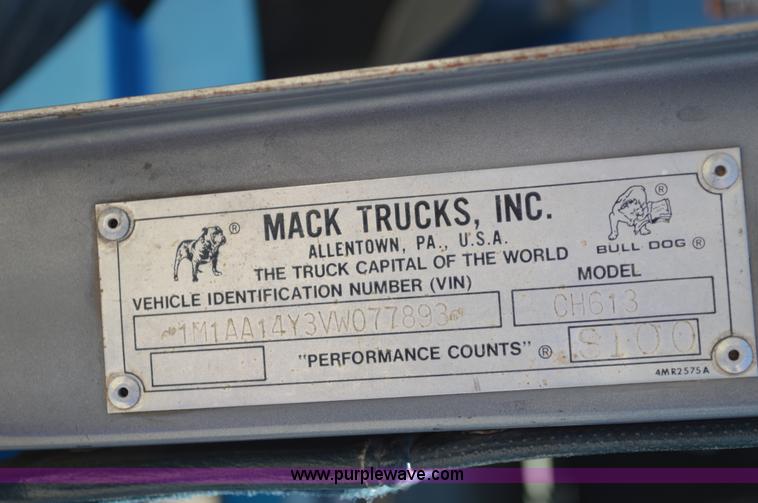 MACK TRUCKS, INC.
ALLENTOWN, PA., U.S.A.
THE TRUCK CAPITAL OF THE WORLD
BULL DOG ®
®
®
VEHICLE IDENTIFICATION NUMBER (VIN)
MODEL
1M1AA14Y3VW077893
CH613
"PERFORMANCE COUNTS" ®
S100
4MR2575A
www.purplewave.com